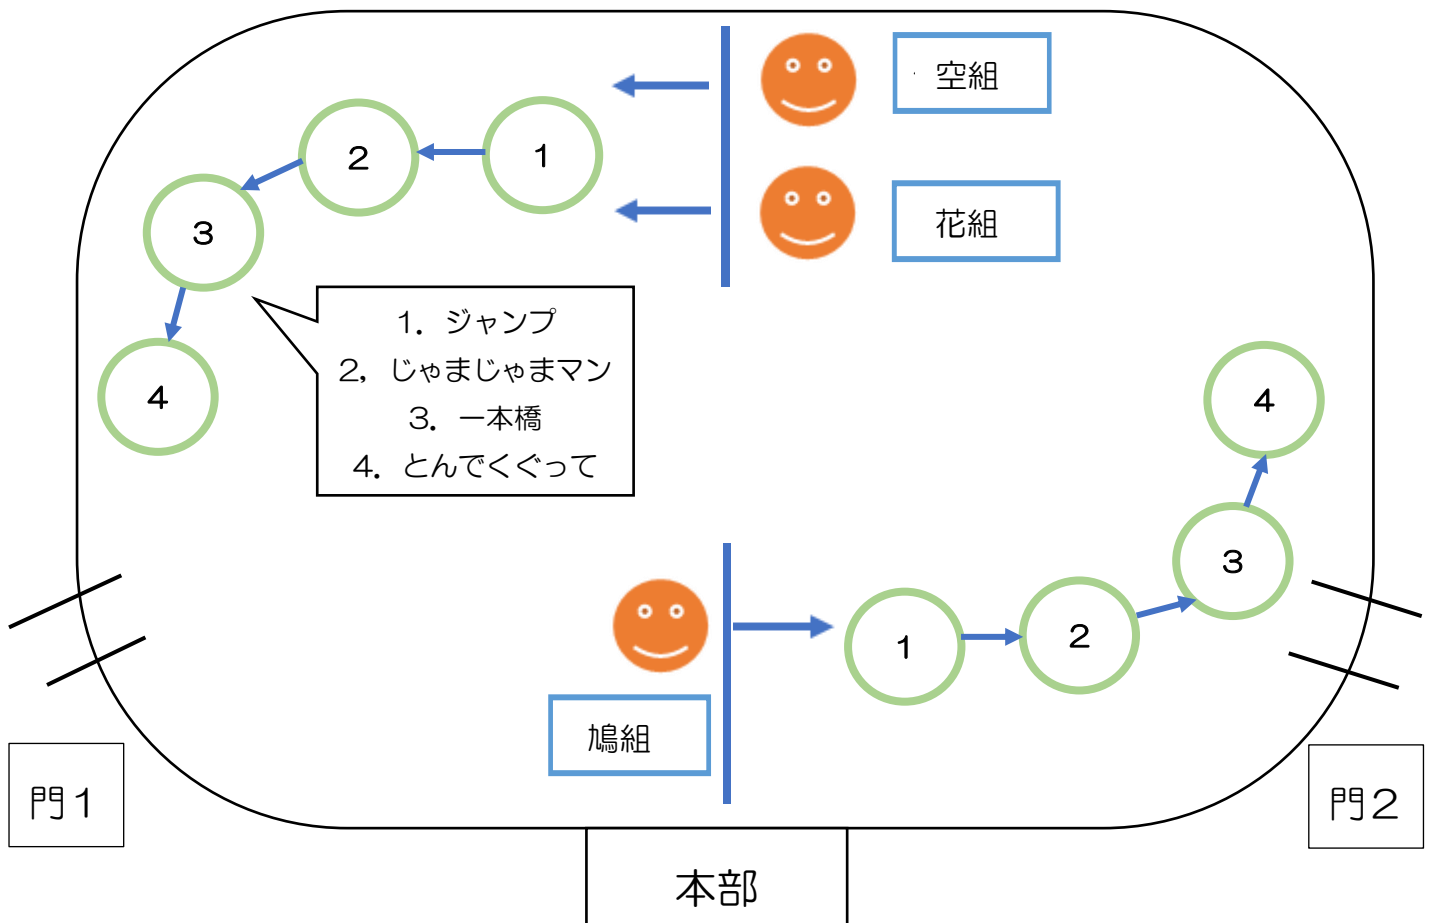 空組
花組
1
2
3
4
1．ジャンプ
2，じゃまじゃまマン
3．一本橋
4．とんでくぐって
4
3
2
1
鳩組
門1
門2
本部